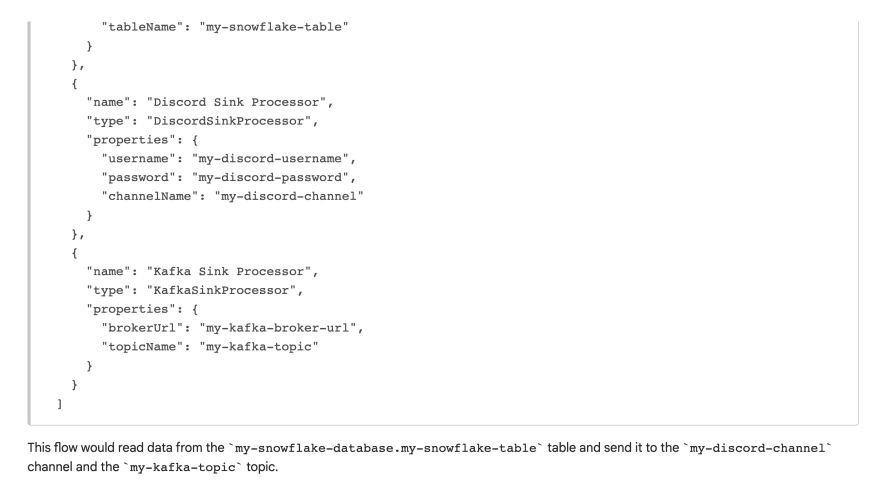 "tableName": "my-snowflake-table"
}
},
{
"name": "Discord Sink Processor",
"type": "DiscordSinkProcessor",
"properties": {
"username": "my-discord-username",
"password": "my-discord-password",
"channelName": "my-discord-channel"
}
},
{
"name": "Kafka Sink Processor",
"type": "KafkaSinkProcessor",
"properties": {
"brokerUrl": "my-kafka-broker-url",
"topicName": "my-kafka-topic"
}
}
]
This flow would read data from the `my-snowflake-database.my-snowflake-table` table and send it to the `my-discord-channel`
channel and the `my-kafka-topic` topic.